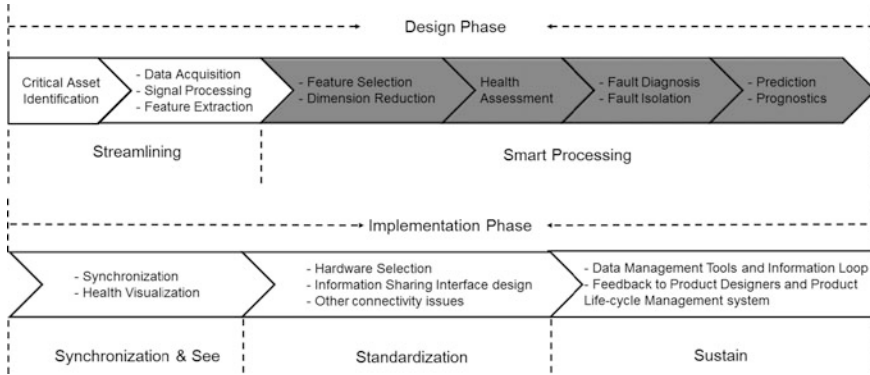 Design Phase
Critical Asset
Identification
- Data Acquisition
- Signal Processing
- Feature Extraction
- Feature Selection
- Dimension Reduction
Health
Assessment
- Fault Diagnosis
- Fault Isolation
- Prediction
- Prognostics
Streamlining
Smart Processing
Implementation Phase
- Synchronization
- Health Visualization
- Hardware Selection
- Information Sharing Interface design
- Other connectivity issues
- Data Management Tools and Information Loop
- Feedback to Product Designers and Product
Life-cycle Management system
Synchronization & See
Standardization
Sustain